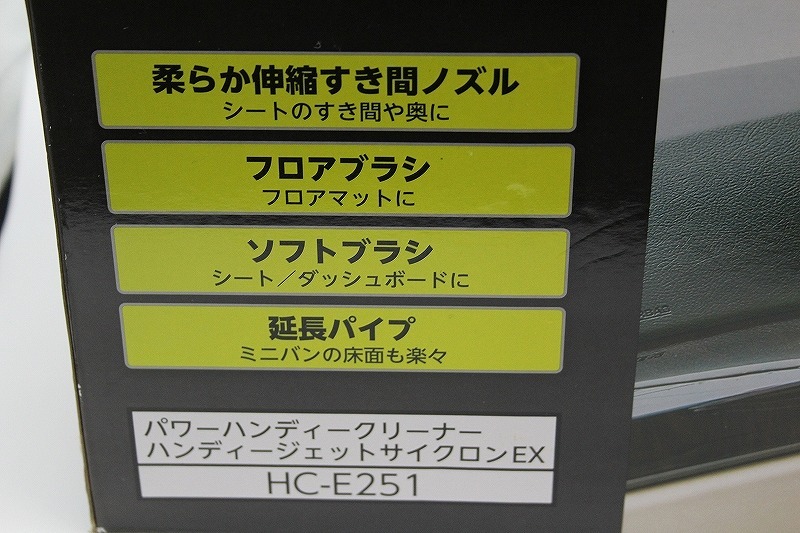 柔らか伸縮すき間ノズル
シートのすき間や奥に
フロアブラシ
フロアマットに
ソフトブラシ
シート／ダッシュボードに
延長パイプ
ミニバンの床面も楽々
パワーハンディークリーナー
ハンディージェットサイクロンEX
HC-E251